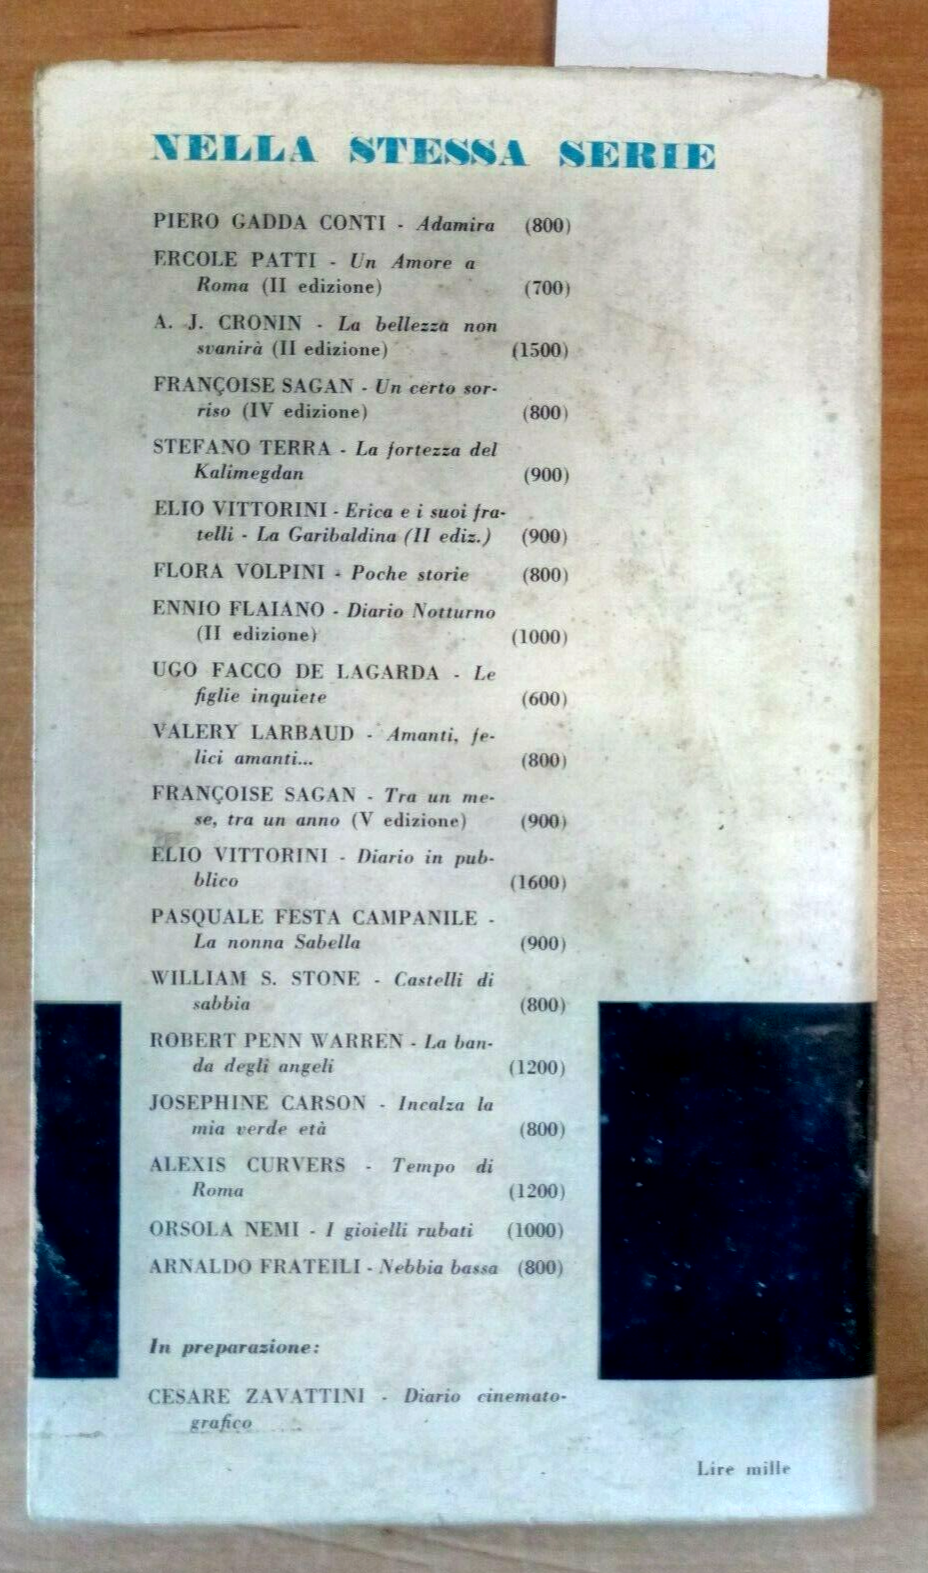 NELLA STESSA SERIE
PIERO GADDA CONTI - Adamira (800)
ERCOLE PATTI - Un Amore a
Roma (II edizione) (700)
A. J. CRONIN - La bellezza non
svanirà (II edizione) (1500)
FRANÇOISE SAGAN - Un certo sor-
riso (IV edizione) (800)
STEFANO TERRA - La fortezza del
Kalimegdan (900)
ELIO VITTORINI - Erica e i suoi fra-
telli - La Garibaldina (II ediz.) (900)
FLORA VOLPINI - Poche storie (800)
ENNIO FLAIANO - Diario Notturno
(II edizione) (1000)
UGO FACCO DE LAGARDA - Le
figlie inquiete (600)
VALERY LARBAUD - Amanti, fe-
lici amanti... (800)
FRANÇOISE SAGAN - Tra un me-
se, tra un anno (V edizione) (900)
ELIO VITTORINI - Diario in pub-
blico (1600)
PASQUALE FESTA CAMPANILE -
La nonna Sabella (900)
WILLIAM S. STONE - Castelli di
sabbia (800)
ROBERT PENN WARREN - La ban-
da degli angeli (1200)
JOSEPHINE CARSON - Incalza la
mia verde età (800)
ALEXIS CURVERS - Tempo di
Roma (1200)
ORSOLA NEMI - I gioielli rubati (1000)
ARNALDO FRATEILI - Nebbia bassa (800)
In preparazione:
CESARE ZAVATTINI - Diario cinemato-
grafico
Lire mille